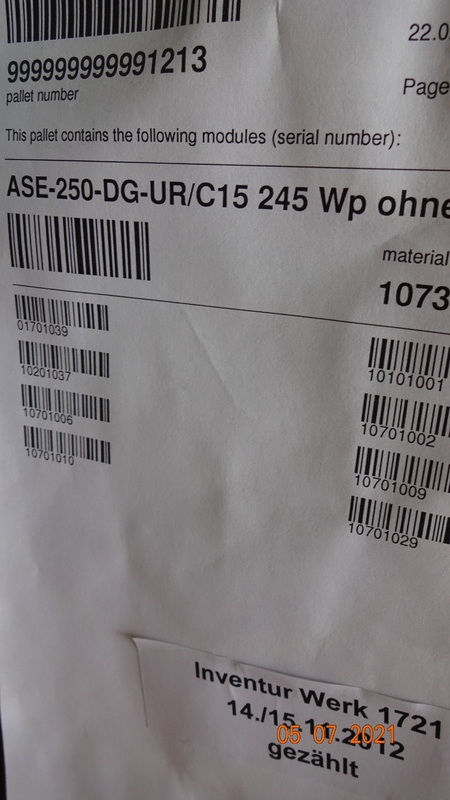 22.0
999999999991213
pallet number
Page
This pallet contains the following modules (serial number):
ASE-250-DG-UR/C15 245 Wp ohne
material
1073
01701039
10201037
10101001
10701006
10701002
10701010
10701009
10701029
Inventur Werk 1721
14./15. .2012
gezählt
05 07 2021